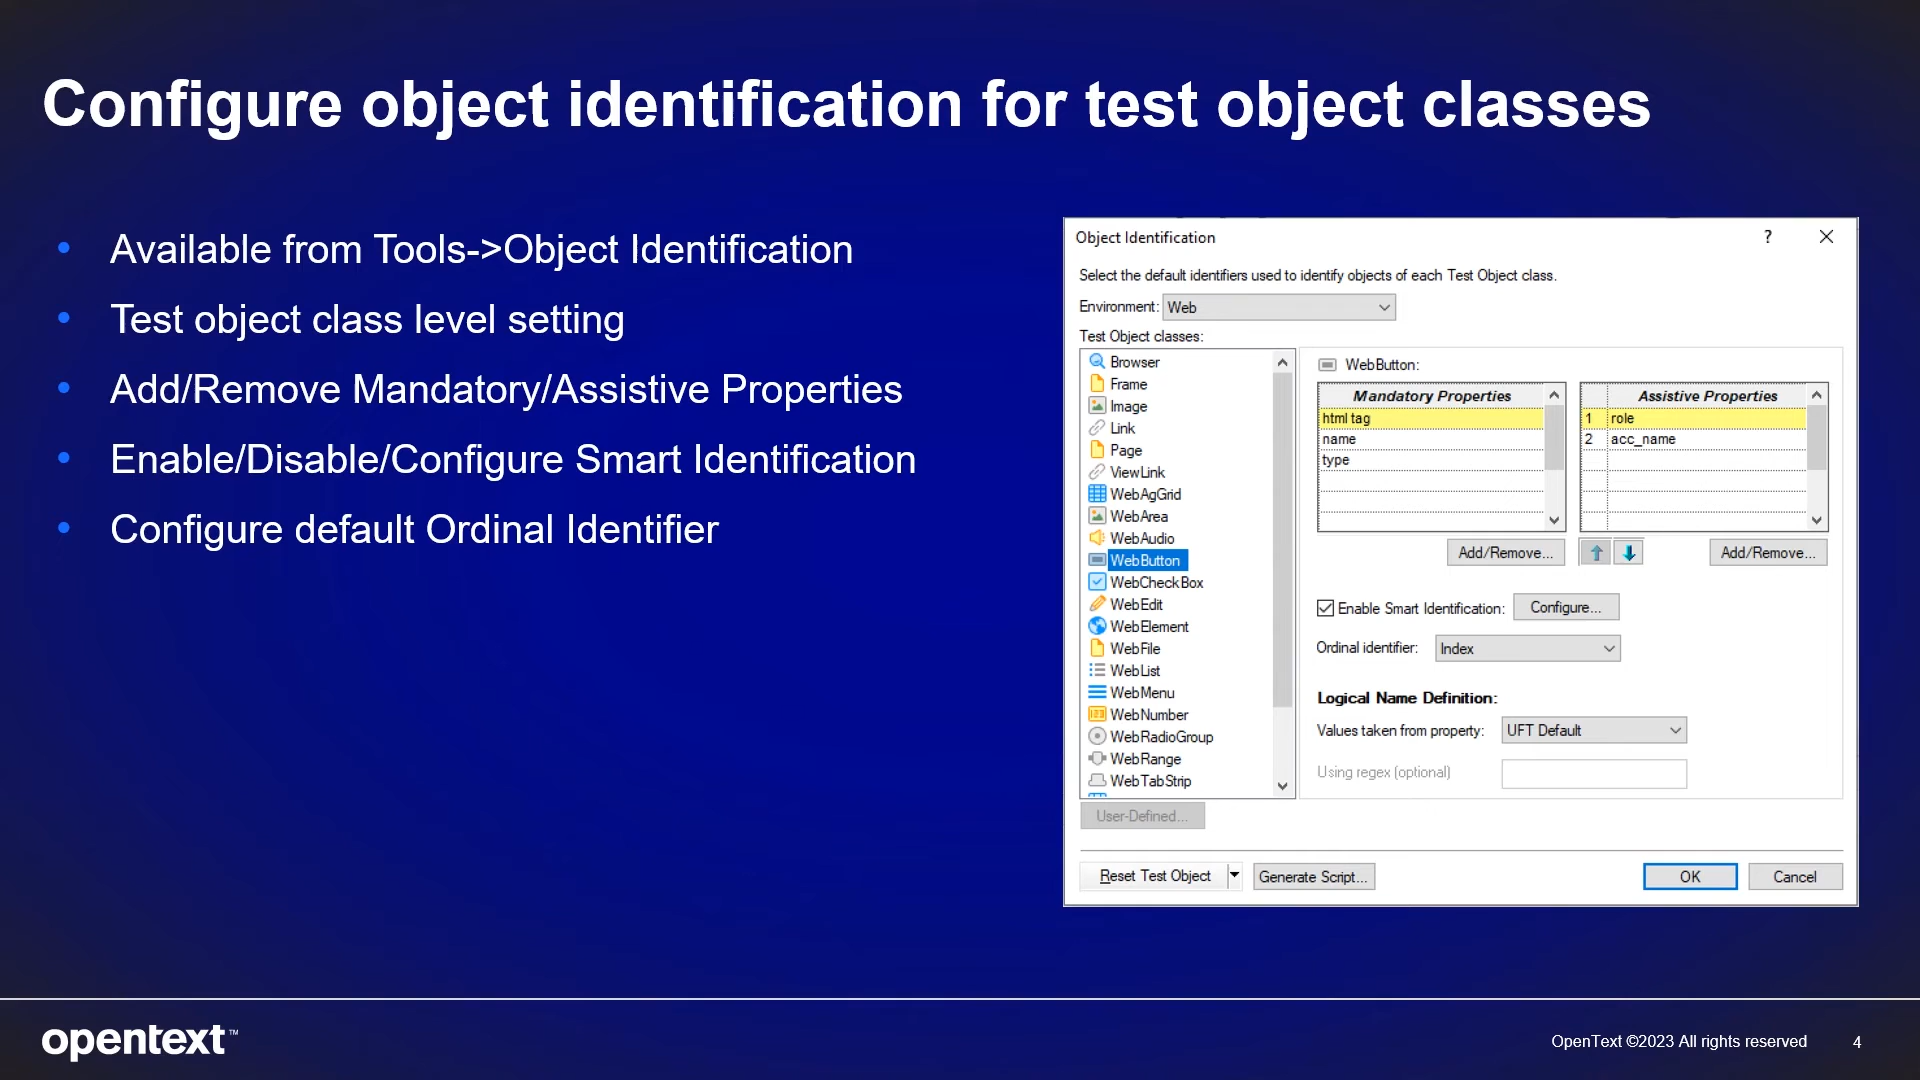 Configure object identification for test object classes
• Available from Tools->Object Identification
• Test object class level setting
• Add/Remove Mandatory/Assistive Properties
• Enable/Disable/Configure Smart Identification
• Configure default Ordinal Identifier
Object Identification
?
Select the default identifiers used to identify objects of each Test Object class.
Environment: Web
Test Object classes:
Browser
Frame
Image
Link
Page
ViewLink
WebAgGrid
WebArea
WebAudio
WebButton
WebCheckBox
WebEdit
WebElement
WebFile
WebList
WebMenu
WebNumber
WebRadioGroup
WebRange
WebTabStrip
User-Defined...
WebButton:
Mandatory Properties
html tag
name
type
Add/Remove...
Assistive Properties
1 role
2 acc_name
Add/Remove...
Enable Smart Identification: Configure...
Ordinal identifier: Index
Logical Name Definition:
Values taken from property: UFT Default
Using regex (optional)
Reset Test Object
Generate Script...
OK
Cancel
opentext™
OpenText ©2023 All rights reserved
4